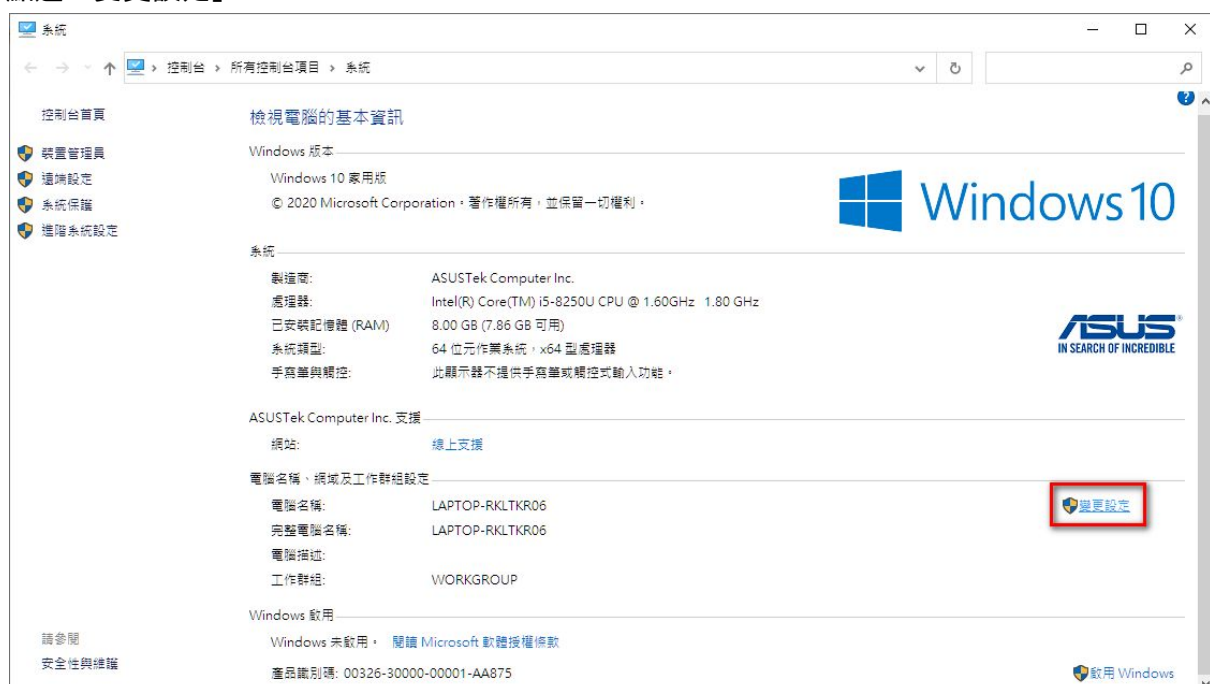 系統
控制台 › 所有控制台項目 › 系統
控制台首頁
裝置管理員
遠端設定
系統保護
進階系統設定
檢視電腦的基本資訊
Windows 版本
Windows 10 家用版
© 2020 Microsoft Corporation。著作權所有，並保留一切權利。
Windows 10
系統
製造商: ASUSTek Computer Inc.
處理器: Intel(R) Core(TM) i5-8250U CPU @ 1.60GHz 1.80 GHz
已安裝記憶體 (RAM) 8.00 GB (7.86 GB 可用)
系統類型: 64 位元作業系統，x64 型處理器
手寫筆與觸控: 此顯示器不提供手寫筆或觸控式輸入功能。
ASUS
IN SEARCH OF INCREDIBLE
ASUSTek Computer Inc. 支援
網站: 線上支援
電腦名稱、網域及工作群組設定
電腦名稱: LAPTOP-RKLTKR06
變更設定
完整電腦名稱: LAPTOP-RKLTKR06
電腦描述:
工作群組: WORKGROUP
Windows 啟用
Windows 未啟用。 閱讀 Microsoft 軟體授權條款
產品識別碼: 00326-30000-00001-AA875
啟用 Windows
請參閱
安全性與維護